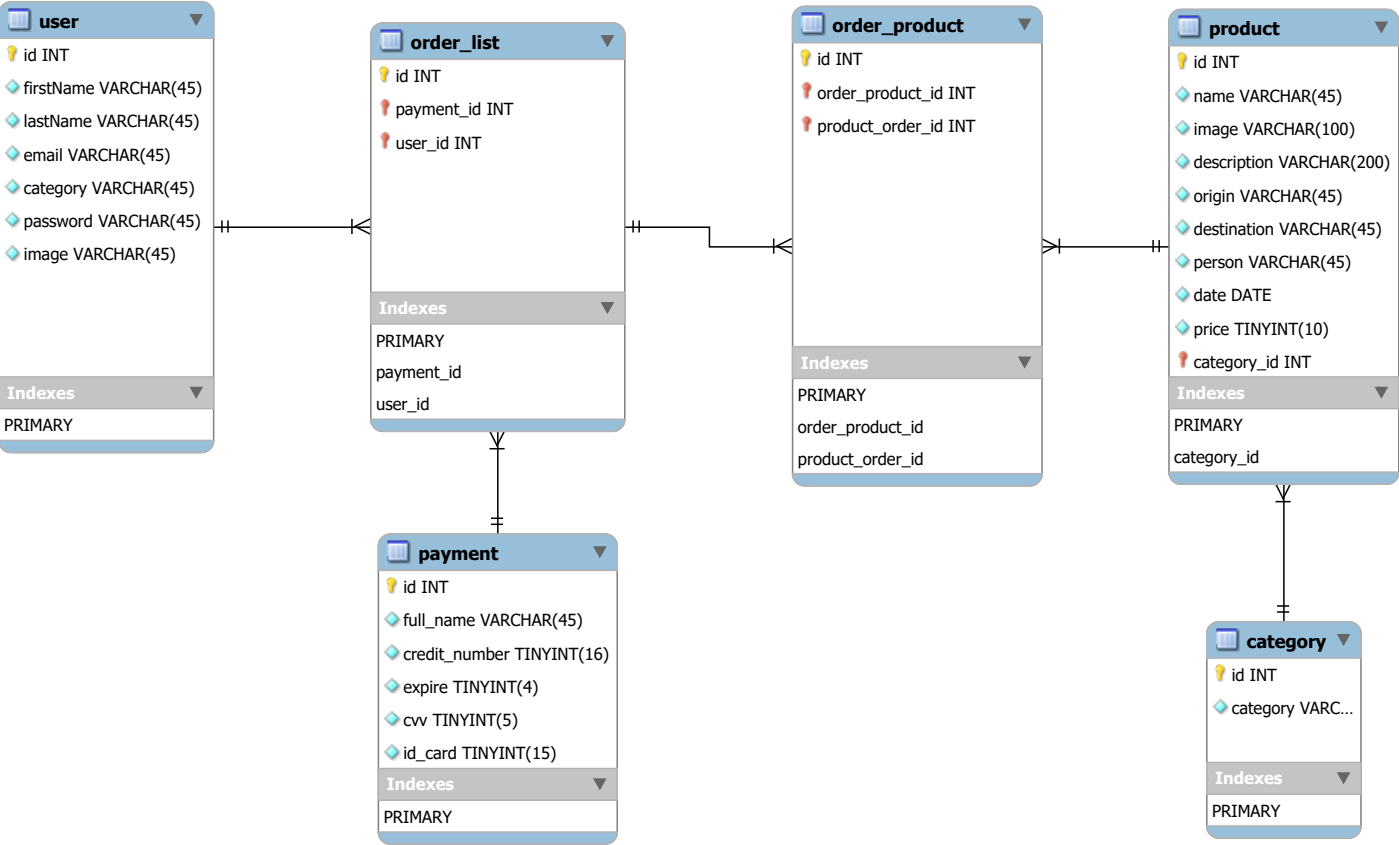 user
id INT
firstName VARCHAR(45)
lastName VARCHAR(45)
email VARCHAR(45)
category VARCHAR(45)
password VARCHAR(45)
image VARCHAR(45)
Indexes
PRIMARY
order_list
id INT
payment_id INT
user_id INT
Indexes
PRIMARY
payment_id
user_id
order_product
id INT
order_product_id INT
product_order_id INT
Indexes
PRIMARY
order_product_id
product_order_id
product
id INT
name VARCHAR(45)
image VARCHAR(100)
description VARCHAR(200)
origin VARCHAR(45)
destination VARCHAR(45)
person VARCHAR(45)
date DATE
price TINYINT(10)
category_id INT
Indexes
PRIMARY
category_id
payment
id INT
full_name VARCHAR(45)
credit_number TINYINT(16)
expire TINYINT(4)
cvv TINYINT(5)
id_card TINYINT(15)
Indexes
PRIMARY
category
id INT
category VARC...
Indexes
PRIMARY